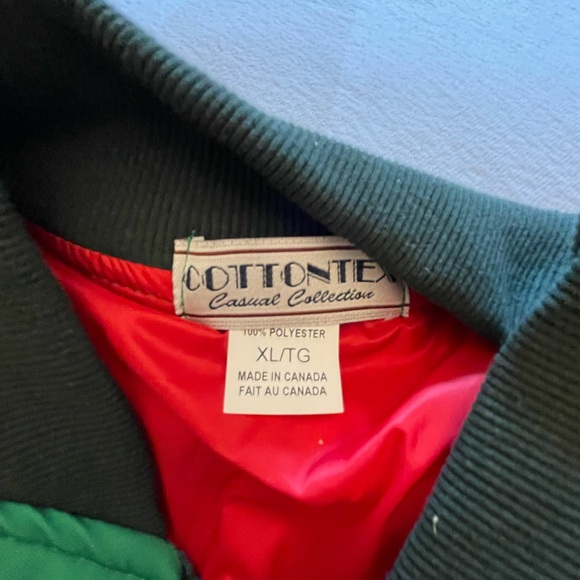 COTTONTEX
Casual Collection
100% POLYESTER
XL/TG
MADE IN CANADA
FAIT AU CANADA